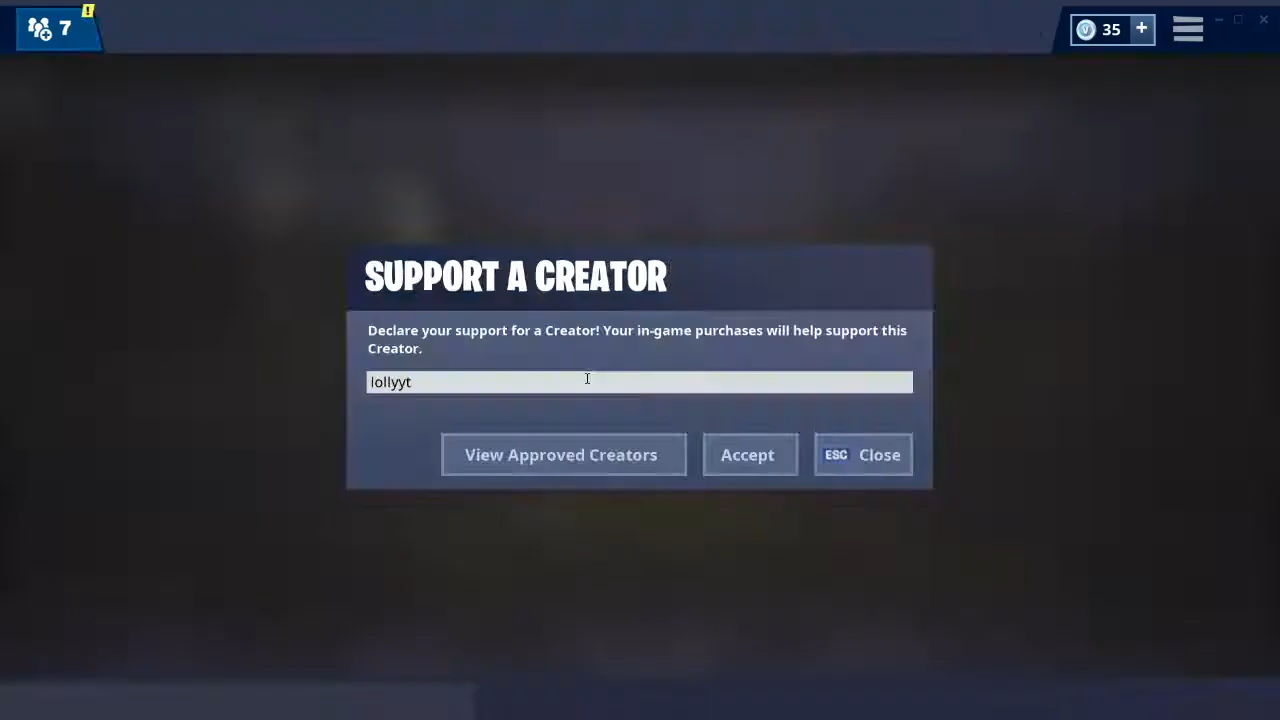 7
!
35 +
SUPPORT A CREATOR
Declare your support for a Creator! Your in-game purchases will help support this
Creator.
lollyyt
View Approved Creators
Accept
ESC Close